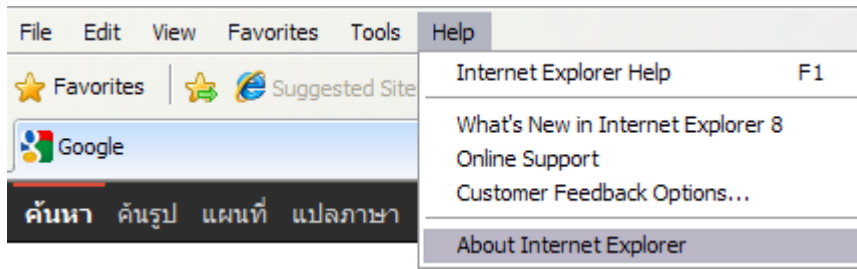 File Edit View Favorites Tools Help
Favorites Suggested Site
Google
ค้นหา ค้นรูป แผนที่ แปลภาษา
Internet Explorer Help F1
What's New in Internet Explorer 8
Online Support
Customer Feedback Options...
About Internet Explorer